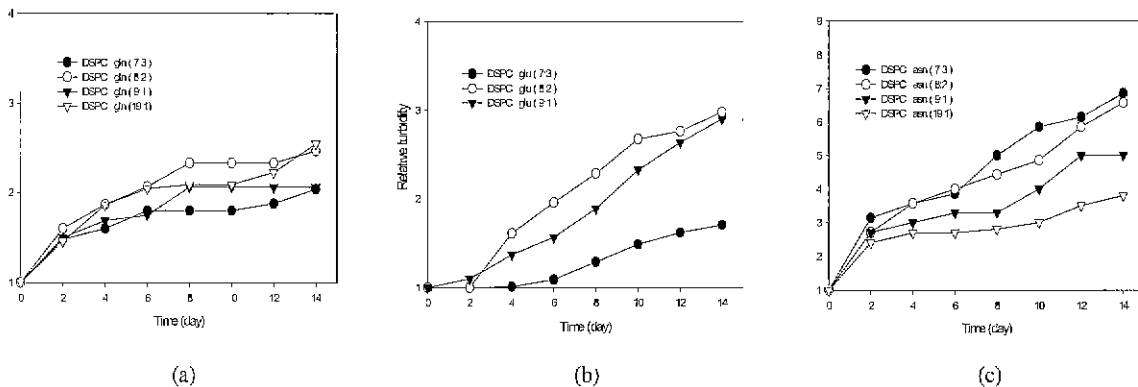 4
3
2
1
DSPC gln (7:3)
DSPC gln (8:2)
DSPC gln (9:1)
DSPC gln (19:1)
0 2 4 6 8 0 12 14
Time (day)
(a)
4
3
2
1
Relative turbidity
DSPC glu (7:3)
DSPC glu (8:2)
DSPC glu (9:1)
0 2 4 6 8 10 12 14
Time (day)
(b)
9
8
7
6
5
4
3
2
1
DSPC asn (7:3)
DSPC asn (8:2)
DSPC asn (9:1)
DSPC asn (19:1)
0 2 4 6 8 10 12 14
Time (day)
(c)